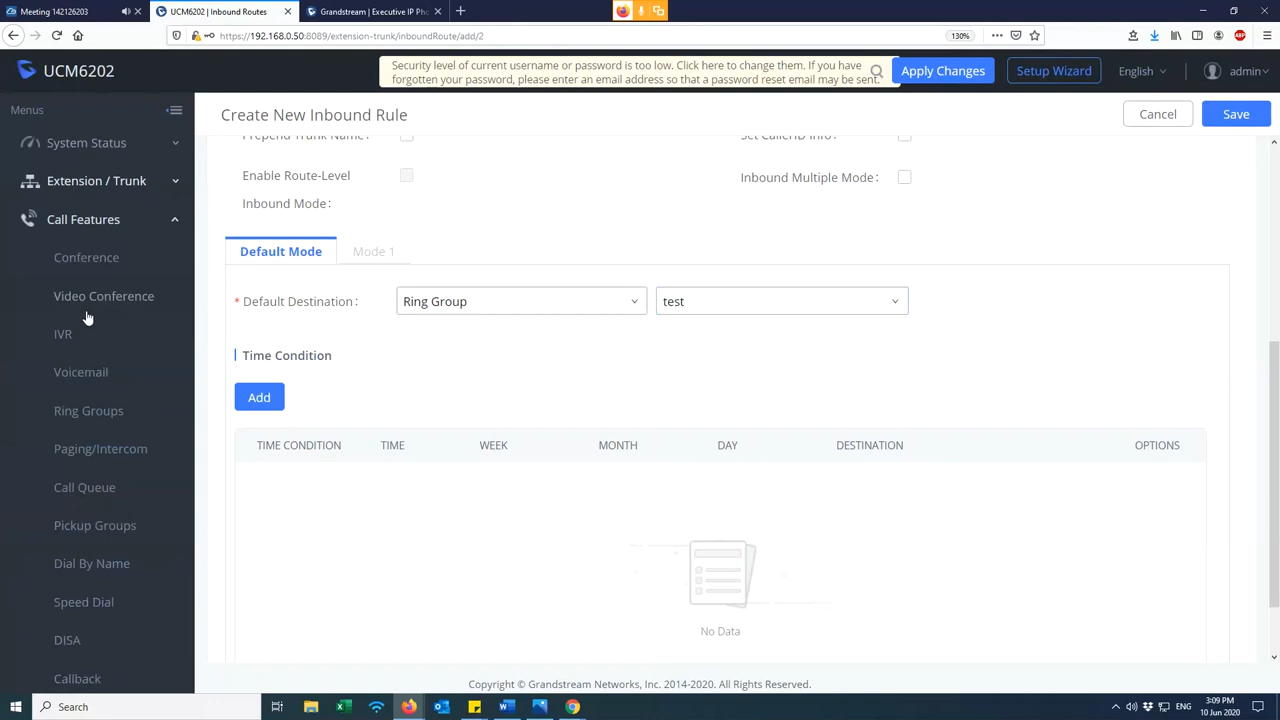 Meeting 142126203
UCM6202 | Inbound Routes
Grandstream | Executive IP Pho
https://192.168.0.50:8089/extension-trunk/inboundRoute/add/2
130%
ABP
UCM6202
Security level of current username or password is too low. Click here to change them. If you have
forgotten your password, please enter an email address so that a password reset email may be sent.
Apply Changes
Setup Wizard
English
admin
Menus
Create New Inbound Rule
Cancel
Save
System Status
Extension / Trunk
Call Features
Conference
Video Conference
IVR
Voicemail
Ring Groups
Paging/Intercom
Call Queue
Pickup Groups
Dial By Name
Speed Dial
DISA
Callback
Prepend Trunk Name:
Set CallerID Info:
Enable Route-Level
Inbound Mode:
Inbound Multiple Mode:
Default Mode
Mode 1
* Default Destination:
Ring Group
test
Time Condition
Add
TIME CONDITION TIME WEEK MONTH DAY DESTINATION OPTIONS
No Data
Copyright © Grandstream Networks, Inc. 2014-2020. All Rights Reserved.
Search
ENG
3:09 PM
10 Jun 2020